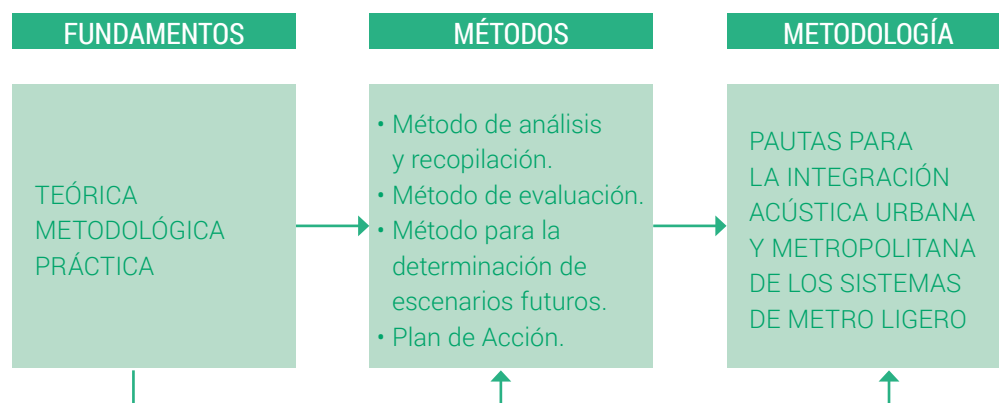 FUNDAMENTOS
TEÓRICA
METODOLÓGICA
PRÁCTICA
MÉTODOS
• Método de análisis
y recopilación.
• Método de evaluación.
• Método para la
determinación de
escenarios futuros.
• Plan de Acción.
METODOLOGÍA
PAUTAS PARA
LA INTEGRACIÓN
ACÚSTICA URBANA
Y METROPOLITANA
DE LOS SISTEMAS
DE METRO LIGERO